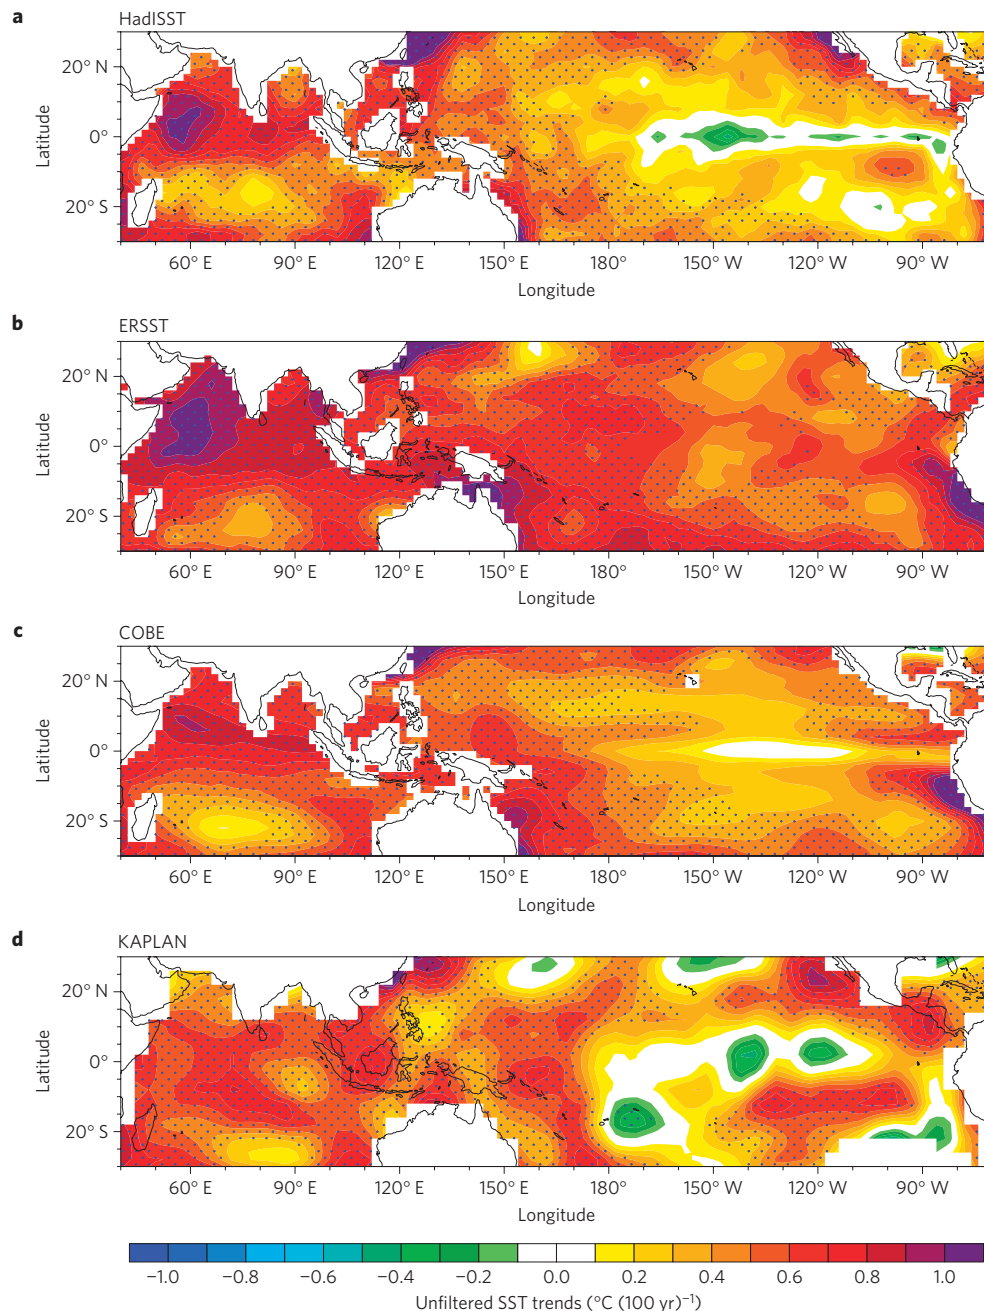 a
HadISST
20° N
0°
20° S
Latitude
60° E 90° E 120° E 150° E 180° 150° W 120° W 90° W
Longitude
b
ERSST
20° N
0°
20° S
Latitude
60° E 90° E 120° E 150° E 180° 150° W 120° W 90° W
Longitude
c
COBE
20° N
0°
20° S
Latitude
60° E 90° E 120° E 150° E 180° 150° W 120° W 90° W
Longitude
d
KAPLAN
20° N
0°
20° S
Latitude
60° E 90° E 120° E 150° E 180° 150° W 120° W 90° W
Longitude
−1.0 −0.8 −0.6 −0.4 −0.2 0.0 0.2 0.4 0.6 0.8 1.0
Unfiltered SST trends (°C (100 yr)⁻¹)